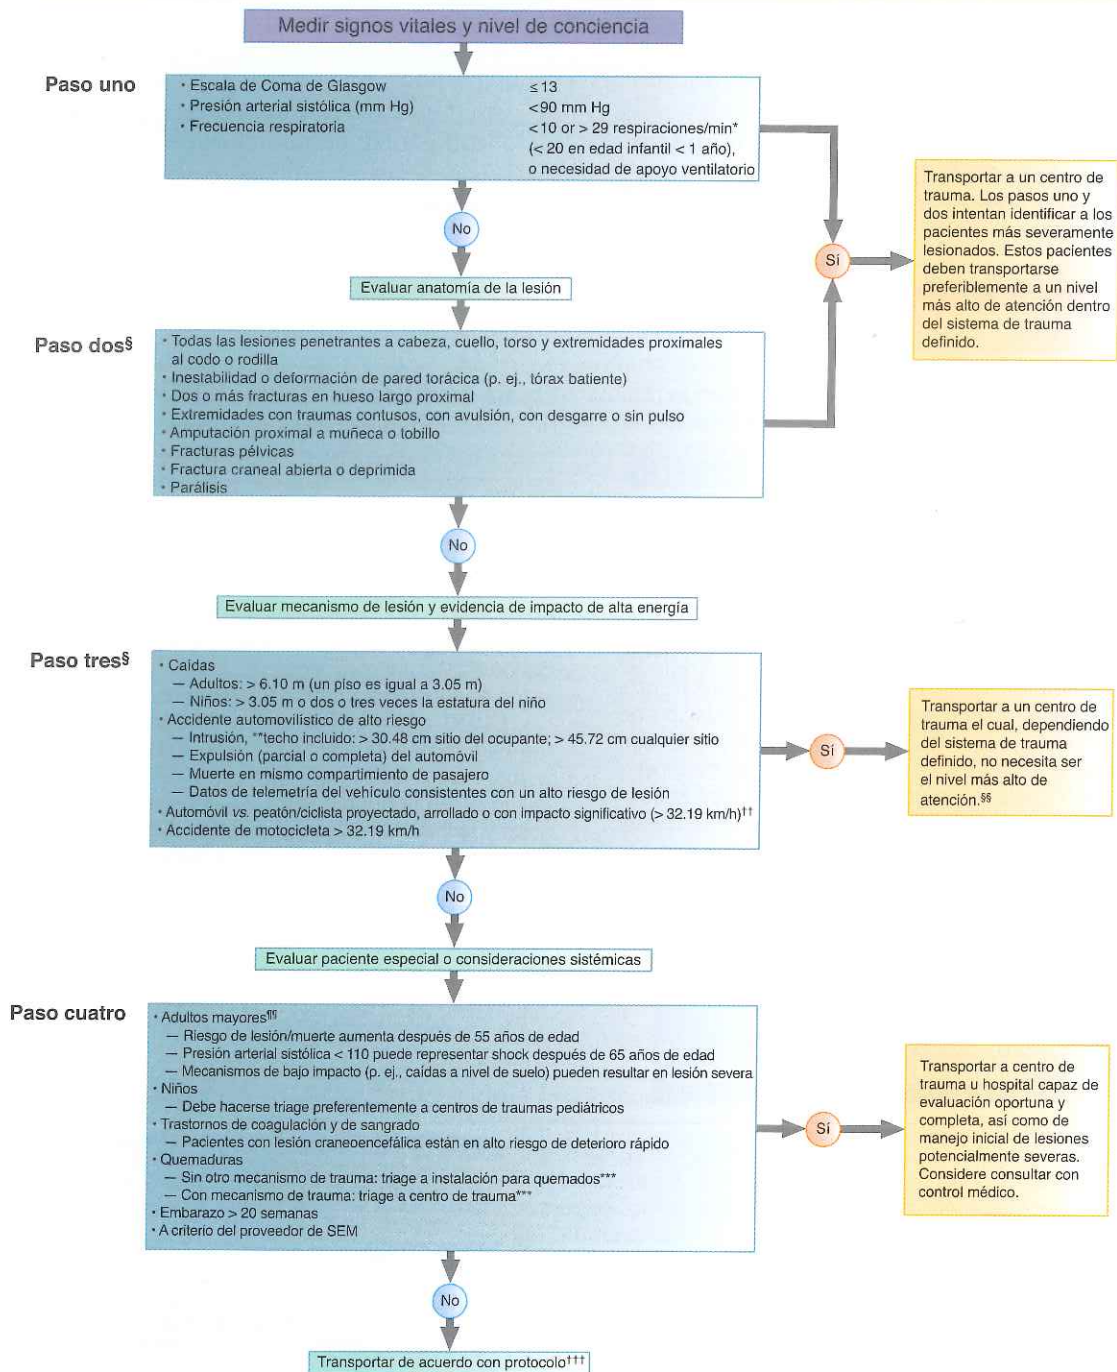 Medir signos vitales y nivel de conciencia
Paso uno
• Escala de Coma de Glasgow ≤ 13
• Presión arterial sistólica (mm Hg) <90 mm Hg
• Frecuencia respiratoria <10 or > 29 respiraciones/min*
(< 20 en edad infantil < 1 año),
o necesidad de apoyo ventilatorio
No
Sí
Transportar a un centro de
trauma. Los pasos uno y
dos intentan identificar a los
pacientes más severamente
lesionados. Estos pacientes
deben transportarse
preferiblemente a un nivel
más alto de atención dentro
del sistema de trauma
definido.
Evaluar anatomía de la lesión
Paso dos§
• Todas las lesiones penetrantes a cabeza, cuello, torso y extremidades proximales
al codo o rodilla
• Inestabilidad o deformación de pared torácica (p. ej., tórax batiente)
• Dos o más fracturas en hueso largo proximal
• Extremidades con traumas contusos, con avulsión, con desgarre o sin pulso
• Amputación proximal a muñeca o tobillo
• Fracturas pélvicas
• Fractura craneal abierta o deprimida
• Parálisis
No
Evaluar mecanismo de lesión y evidencia de impacto de alta energía
Paso tres§
• Caídas
— Adultos: > 6.10 m (un piso es igual a 3.05 m)
— Niños: > 3.05 m o dos o tres veces la estatura del niño
• Accidente automovilístico de alto riesgo
— Intrusión, **techo incluido: > 30.48 cm sitio del ocupante; > 45.72 cm cualquier sitio
— Expulsión (parcial o completa) del automóvil
— Muerte en mismo compartimiento de pasajero
— Datos de telemetría del vehículo consistentes con un alto riesgo de lesión
• Automóvil vs. peatón/ciclista proyectado, arrollado o con impacto significativo (> 32.19 km/h)††
• Accidente de motocicleta > 32.19 km/h
Sí
Transportar a un centro de
trauma el cual, dependiendo
del sistema de trauma
definido, no necesita ser
el nivel más alto de
atención.§§
No
Evaluar paciente especial o consideraciones sistémicas
Paso cuatro
• Adultos mayores¶¶
— Riesgo de lesión/muerte aumenta después de 55 años de edad
— Presión arterial sistólica < 110 puede representar shock después de 65 años de edad
— Mecanismos de bajo impacto (p. ej., caídas a nivel de suelo) pueden resultar en lesión severa
• Niños
— Debe hacerse triage preferentemente a centros de traumas pediátricos
• Trastornos de coagulación y de sangrado
— Pacientes con lesión craneoencefálica están en alto riesgo de deterioro rápido
• Quemaduras
— Sin otro mecanismo de trauma: triage a instalación para quemados***
— Con mecanismo de trauma: triage a centro de trauma***
• Embarazo > 20 semanas
• A criterio del proveedor de SEM
Sí
Transportar a centro de
trauma u hospital capaz de
evaluación oportuna y
completa, así como de
manejo inicial de lesiones
potencialmente severas.
Considere consultar con
control médico.
No
Transportar de acuerdo con protocolo†††